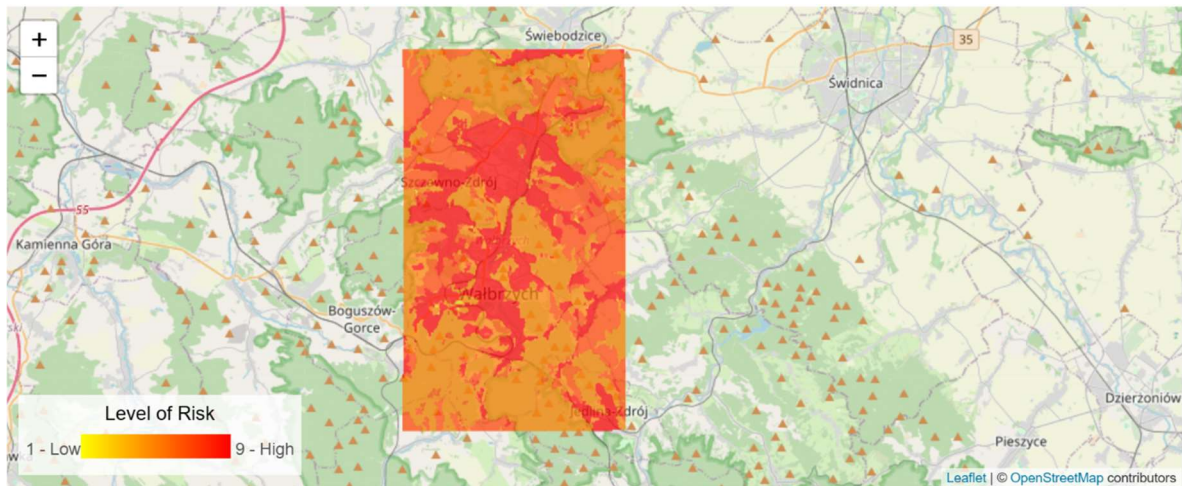 +
−
Świebodzice
35
Świdnica
Szczawno-Zdrój
55
Kamienna Góra
Wałbrzych
Boguszów-
Gorce
Jedlina-Zdrój
Dzierżoniów
Pieszyce
Level of Risk
1 - Low
9 - High
Leaflet | © OpenStreetMap contributors